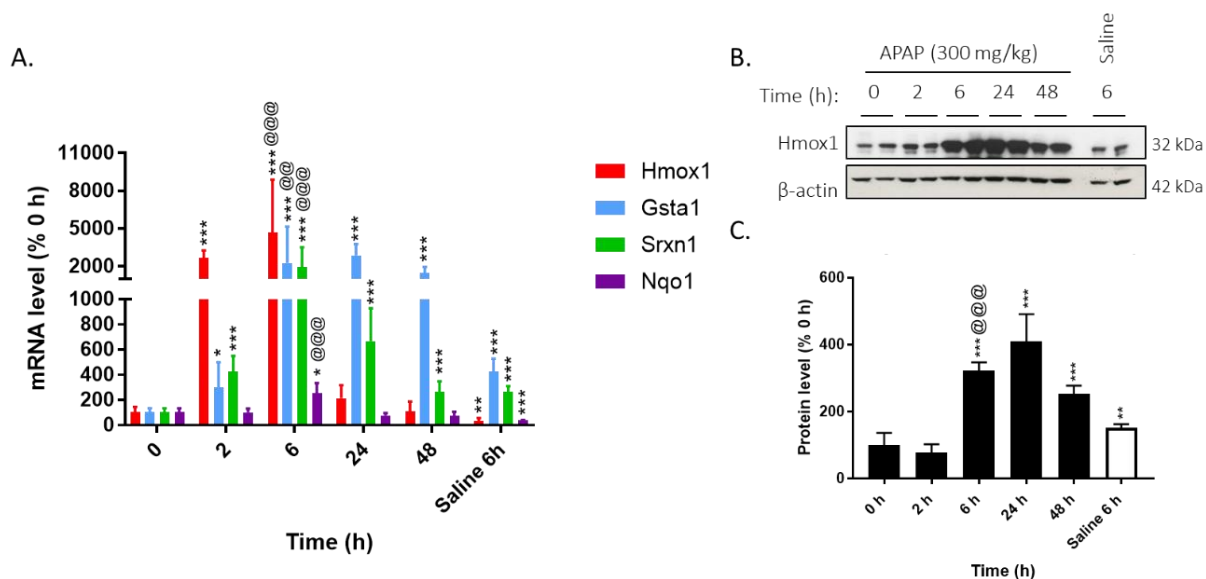 A.
mRNA level (% 0 h)
11000
8000
5000
2000
1000
800
600
400
200
0
***
*
***
*** @@@
*** @@
*** @@@
* @@@
***
***
***
***
**
***
***
***
0
2
6
24
48
Saline 6h
Time (h)
Hmox1
Gsta1
Srxn1
Nqo1
B.
APAP (300 mg/kg)
Saline
Time (h):
0
2
6
24
48
6
Hmox1
32 kDa
β-actin
42 kDa
C.
Protein level (% 0 h)
600
400
200
0
*** @@@
***
***
**
0 h
2 h
6 h
24 h
48 h
Saline 6 h
Time (h)